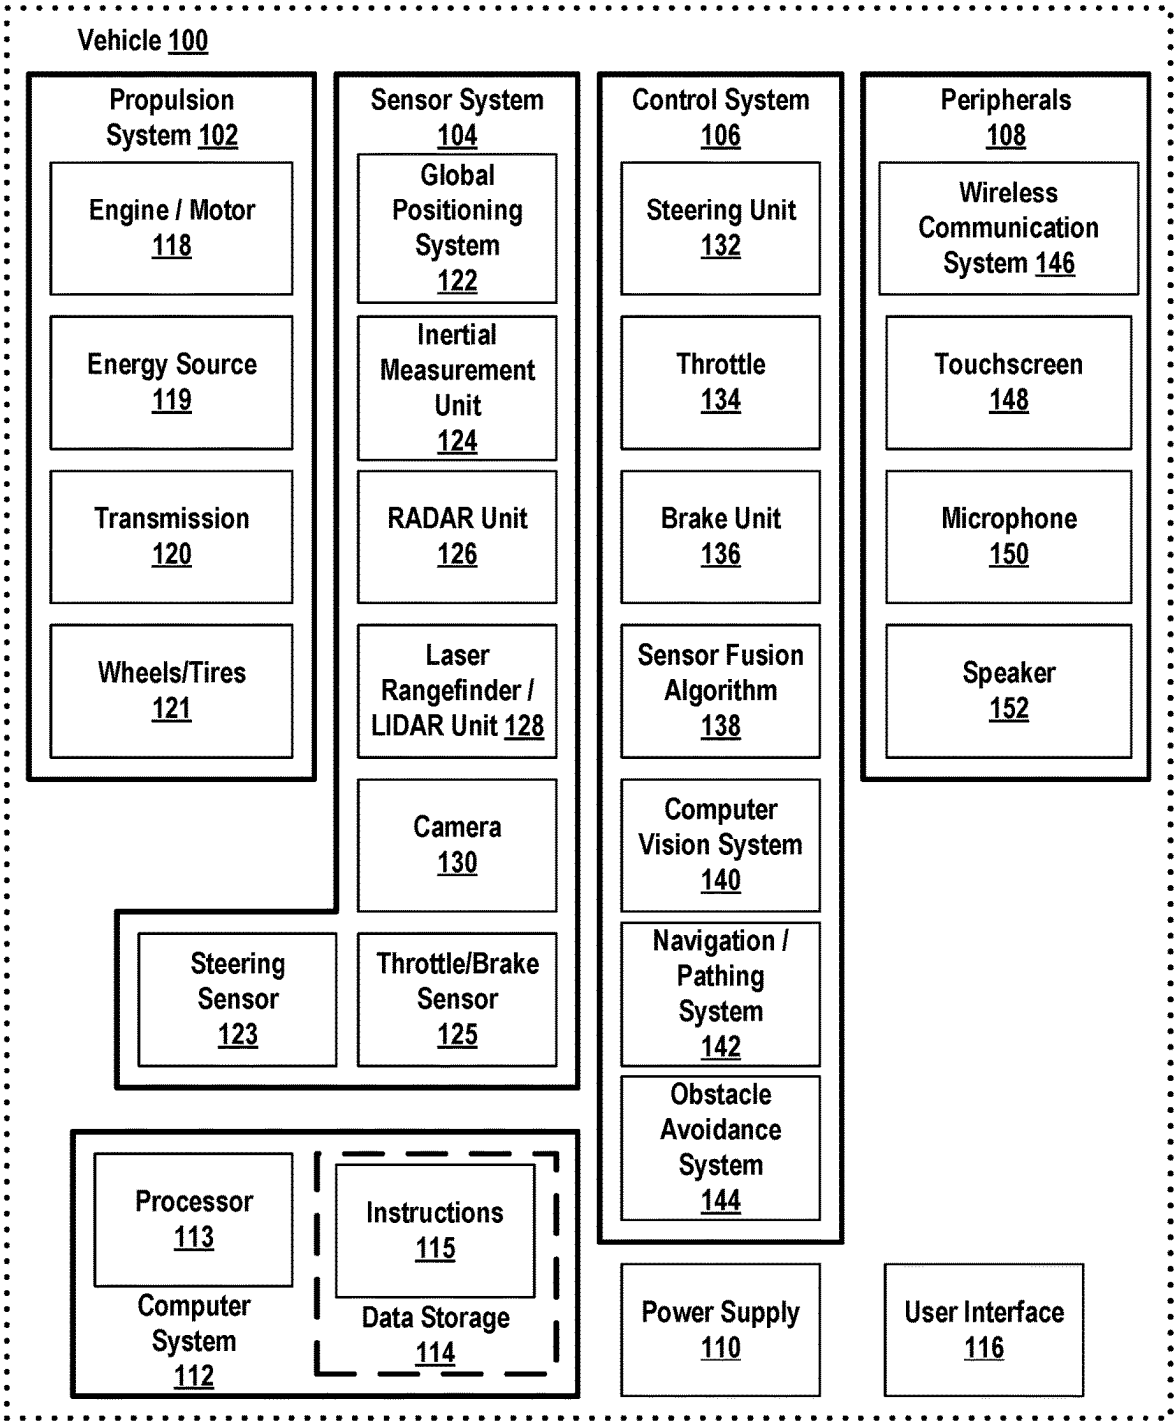 Vehicle 100
Propulsion
System 102
Engine / Motor
118
Energy Source
119
Transmission
120
Wheels/Tires
121
Sensor System
104
Global
Positioning
System
122
Inertial
Measurement
Unit
124
RADAR Unit
126
Laser
Rangefinder /
LIDAR Unit 128
Camera
130
Steering
Sensor
123
Throttle/Brake
Sensor
125
Control System
106
Steering Unit
132
Throttle
134
Brake Unit
136
Sensor Fusion
Algorithm
138
Computer
Vision System
140
Navigation /
Pathing
System
142
Obstacle
Avoidance
System
144
Peripherals
108
Wireless
Communication
System 146
Touchscreen
148
Microphone
150
Speaker
152
Processor
113
Computer
System
112
Instructions
115
Data Storage
114
Power Supply
110
User Interface
116